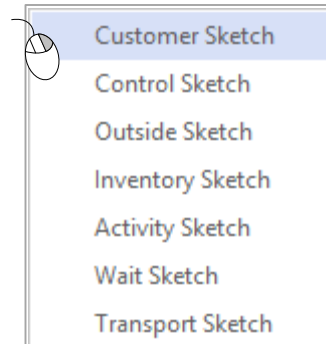 Customer Sketch
Control Sketch
Outside Sketch
Inventory Sketch
Activity Sketch
Wait Sketch
Transport Sketch